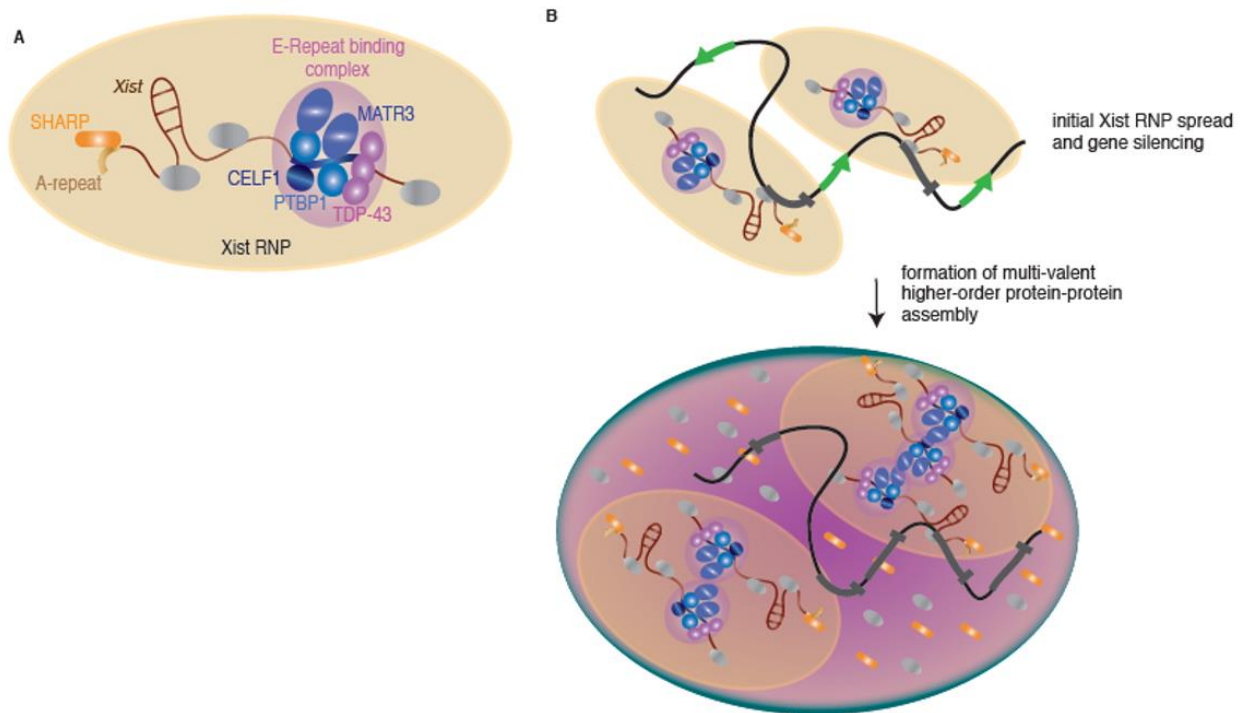 A
E-Repeat binding
complex
Xist
MATR3
SHARP
A-repeat
CELF1
PTBP1
TDP-43
Xist RNP
B
initial Xist RNP spread
and gene silencing
formation of multi-valent
higher-order protein-protein
assembly